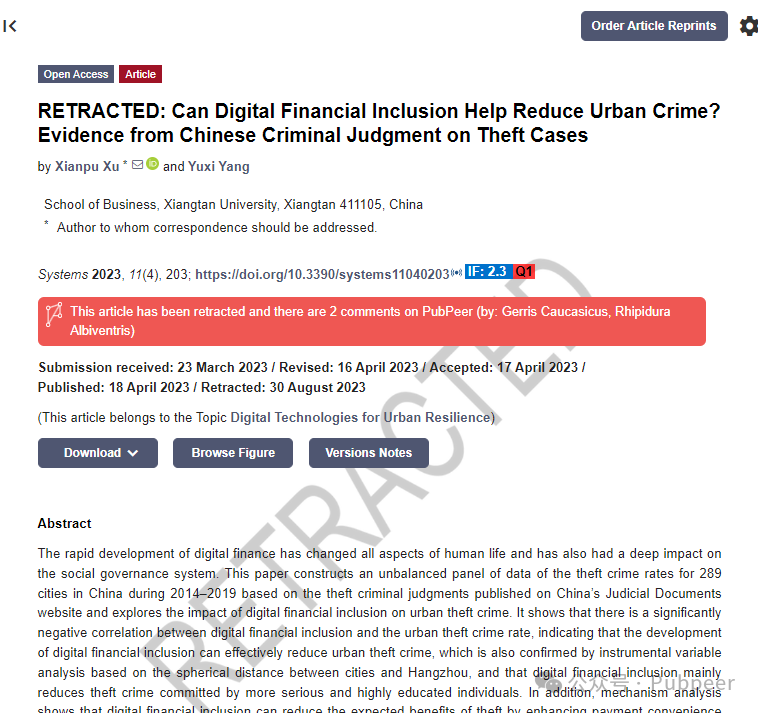 Order Article Reprints
Open Access Article
RETRACTED: Can Digital Financial Inclusion Help Reduce Urban Crime?
Evidence from Chinese Criminal Judgment on Theft Cases
by Xianpu Xu * and Yuxi Yang
School of Business, Xiangtan University, Xiangtan 411105, China
* Author to whom correspondence should be addressed.
Systems 2023, 11(4), 203; https://doi.org/10.3390/systems11040203 IF: 2.3 Q1
This article has been retracted and there are 2 comments on PubPeer (by: Gerris Caucasicus, Rhipidura
Albiventris)
Submission received: 23 March 2023 / Revised: 16 April 2023 / Accepted: 17 April 2023 /
Published: 18 April 2023 / Retracted: 30 August 2023
(This article belongs to the Topic Digital Technologies for Urban Resilience)
Download Browse Figure Versions Notes
RETRACTED
Abstract
The rapid development of digital finance has changed all aspects of human life and has also had a deep impact on
the social governance system. This paper constructs an unbalanced panel of data of the theft crime rates for 289
cities in China during 2014–2019 based on the theft criminal judgments published on China's Judicial Documents
website and explores the impact of digital financial inclusion on urban theft crime. It shows that there is a significantly
negative correlation between digital financial inclusion and the urban theft crime rate, indicating that the development
of digital financial inclusion can effectively reduce urban theft crime, which is also confirmed by instrumental variable
analysis based on the spherical distance between cities and Hangzhou, and that digital financial inclusion mainly
reduces theft crime committed by more serious and highly educated individuals. In addition, mechanism analysis
shows that digital financial inclusion can reduce the expected benefits of theft by enhancing payment convenience
公众号 · Pubpeer